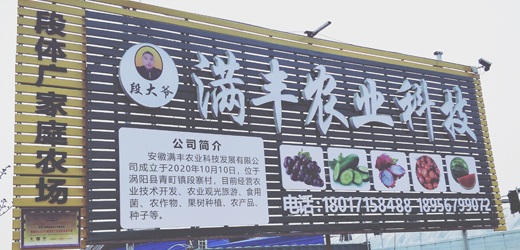 段体厂家庭农场
段大爷
满丰农业科技
公司简介
安徽满丰农业科技发展有限公
司成立于2020年10月10日，位于
涡阳县青町镇段寨村，目前经营农
业技术开发、农业观光旅游、食用
菌、农作物、果树种植、农产品、
种子等。
电话:18017158488 18956799072